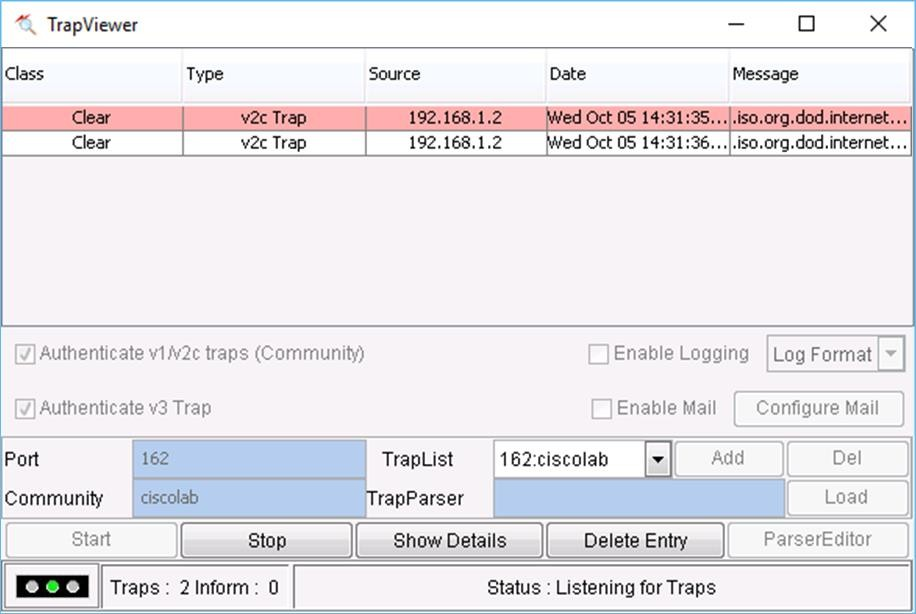 TrapViewer
Class Type Source Date Message
Clear v2c Trap 192.168.1.2 Wed Oct 05 14:31:35... .iso.org.dod.internet...
Clear v2c Trap 192.168.1.2 Wed Oct 05 14:31:36... .iso.org.dod.internet...
Authenticate v1/v2c traps (Community) Enable Logging Log Format
Authenticate v3 Trap Enable Mail Configure Mail
Port 162 TrapList 162:ciscolab Add Del
Community ciscolab TrapParser Load
Start Stop Show Details Delete Entry ParserEditor
Traps : 2 Inform : 0 Status : Listening for Traps